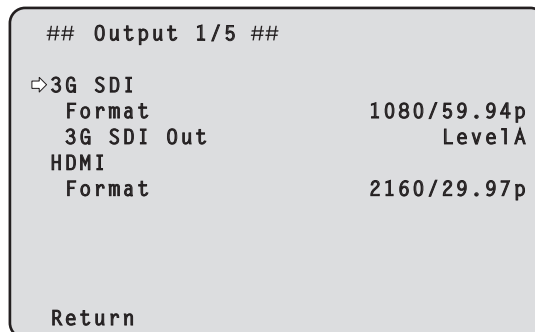 ## Output 1/5 ##
⇨3G SDI
Format 1080/59.94p
3G SDI Out LevelA
HDMI
Format 2160/29.97p
Return